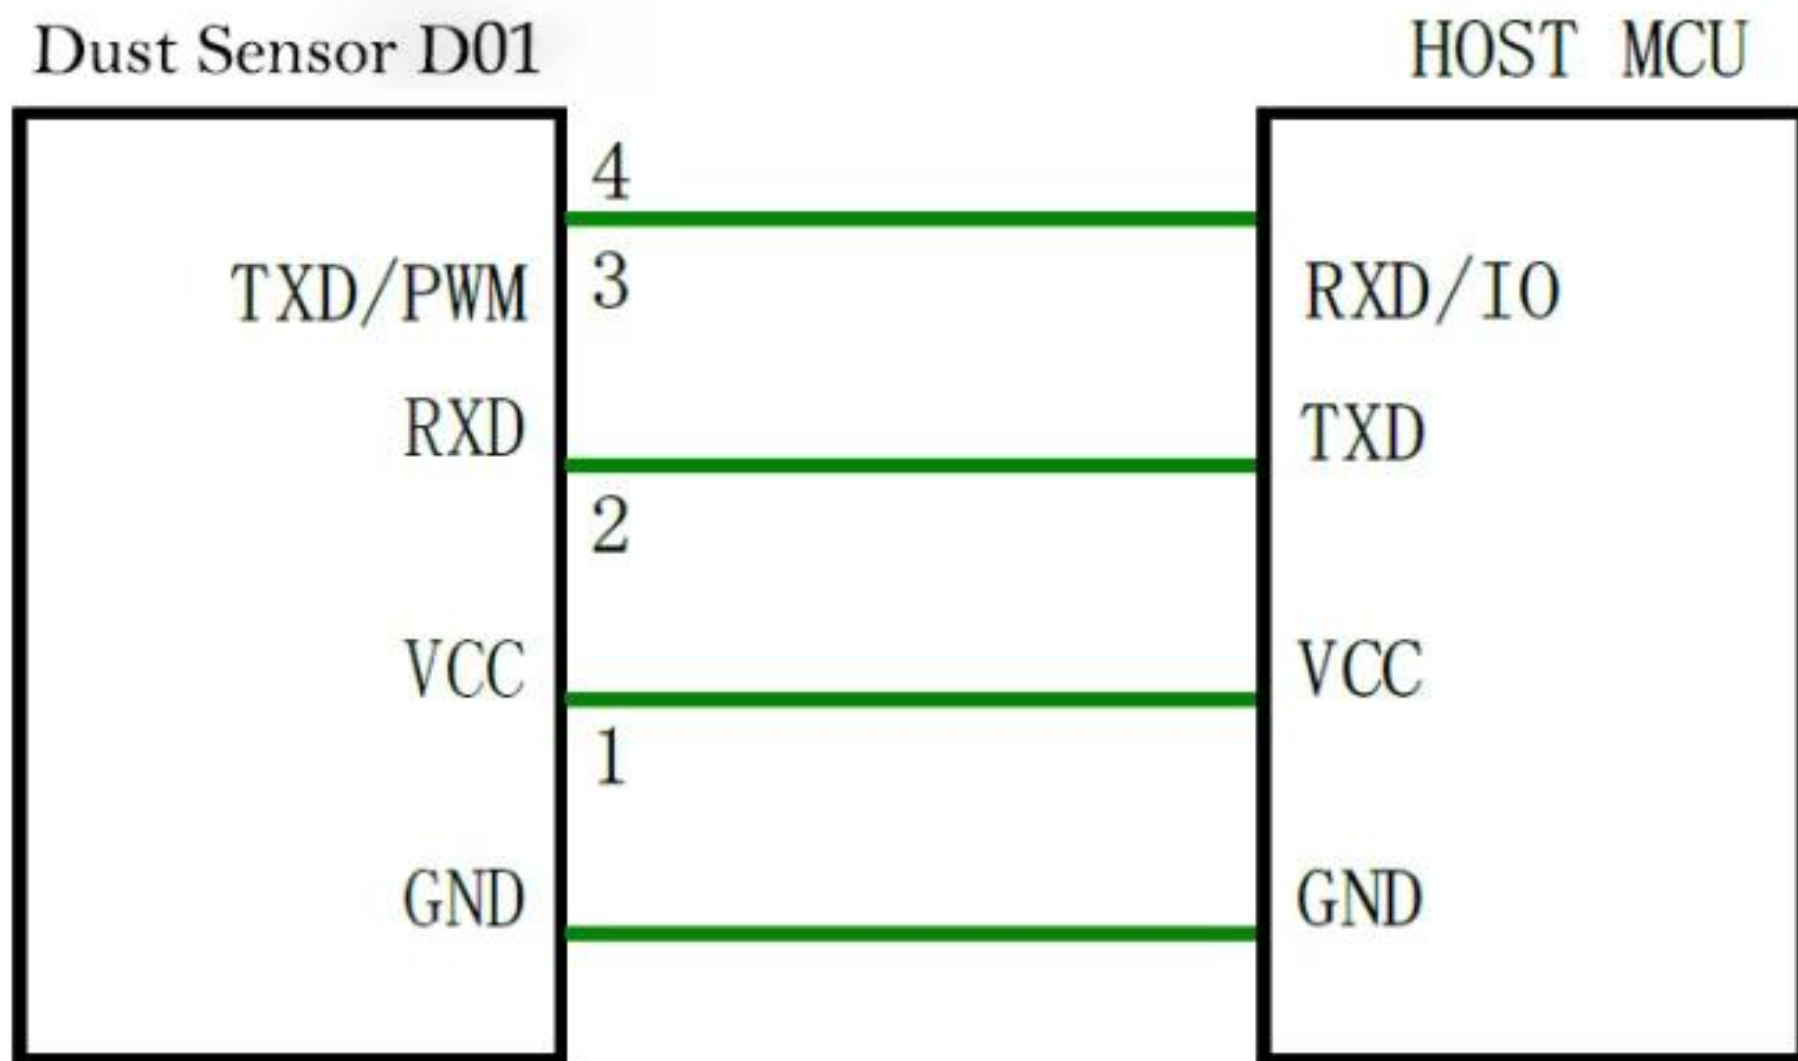 Dust Sensor D01
HOST MCU
4
TXD/PWM
3
RXD/IO
RXD
TXD
2
VCC
VCC
1
GND
GND